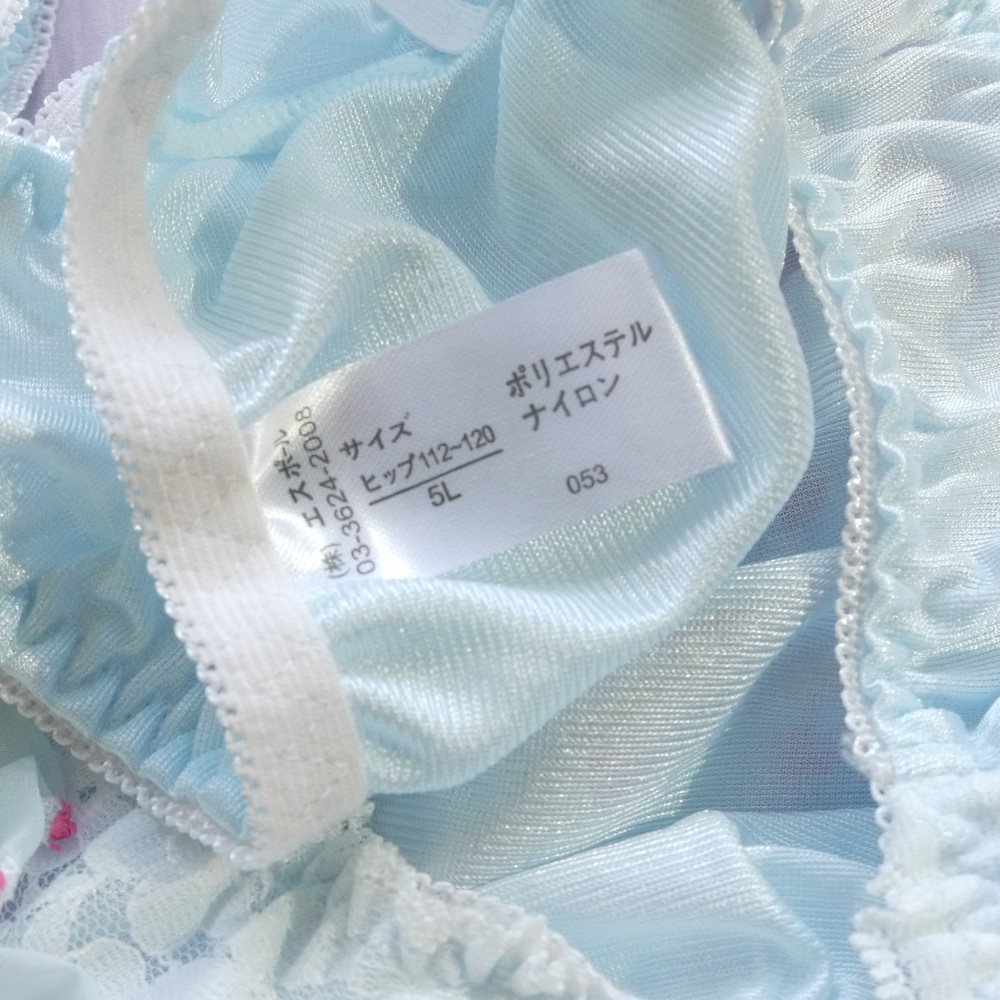 ポリエステル
ナイロン
053
サイズ
ヒップ112~120
5L
(株)エスポール
03-3624-2008